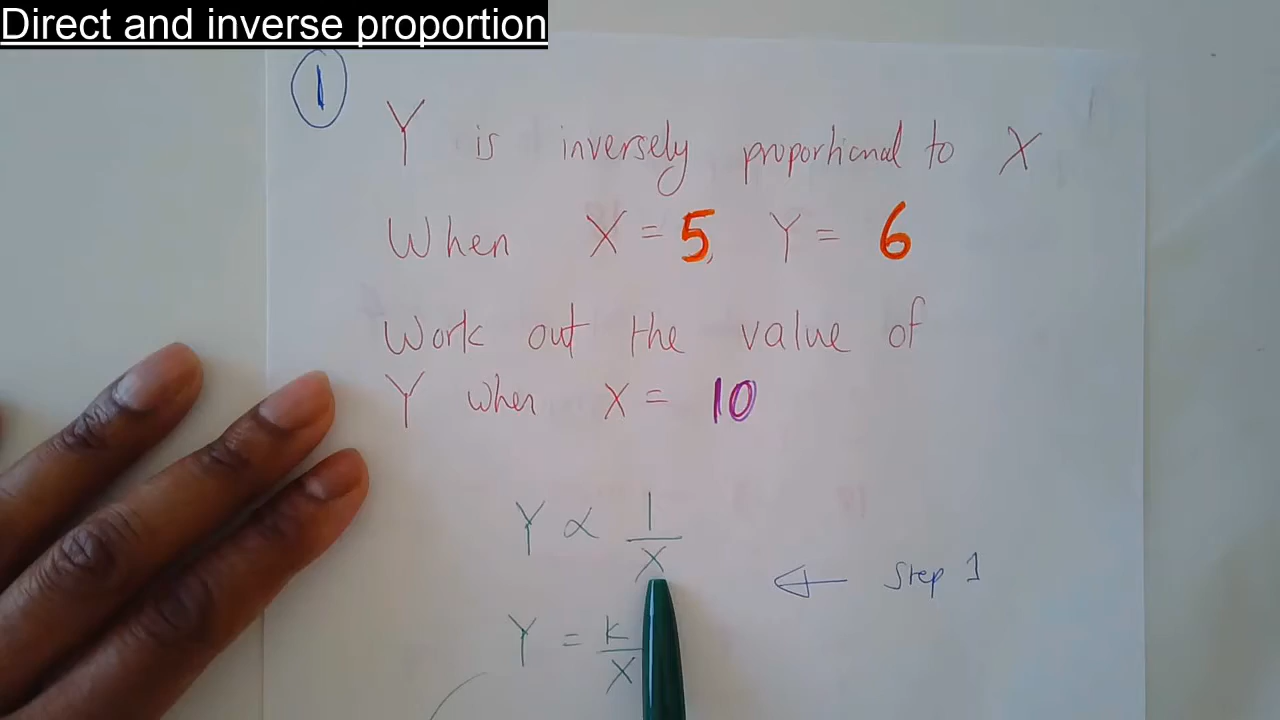 Direct and inverse proportion
1
Y is inversely proportional to X
When X = 5, Y = 6
Work out the value of
Y when X = 10
Y ∝ 1/X
← Step 1
Y = K/X